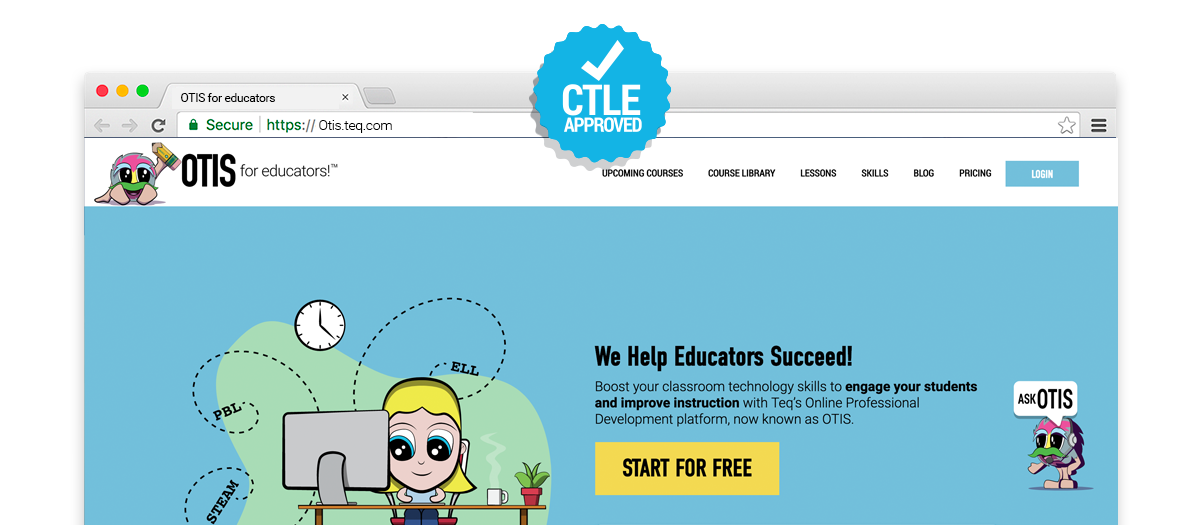 CTLE
APPROVED
OTIS for educators ×
Secure | https:// Otis.teq.com
OTIS for educators!™
UPCOMING COURSES COURSE LIBRARY LESSONS SKILLS BLOG PRICING LOGIN
ELL
PBL
STEAM
We Help Educators Succeed!
Boost your classroom technology skills to engage your students
and improve instruction with Teq's Online Professional
Development platform, now known as OTIS.
START FOR FREE
ASK OTIS